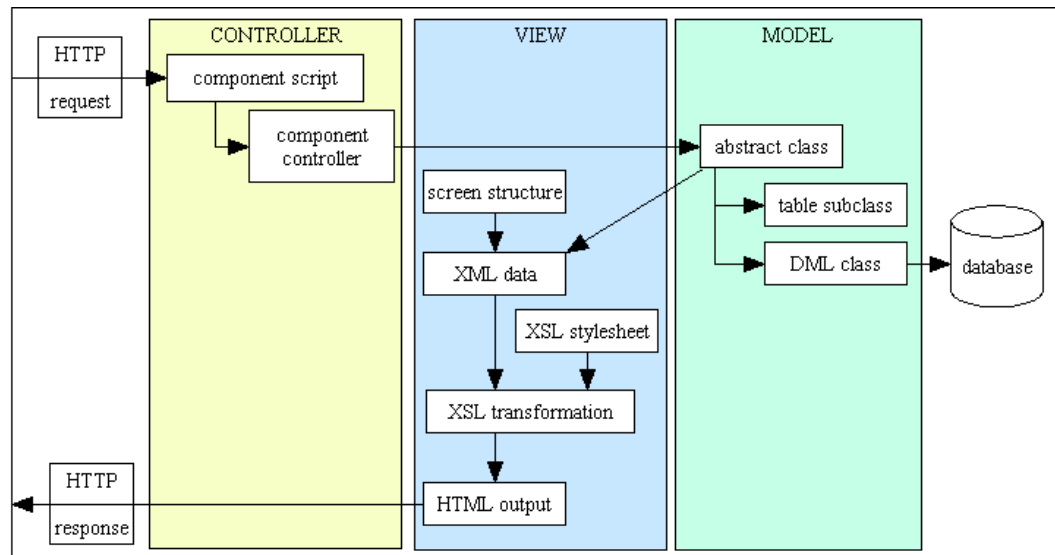 CONTROLLER
VIEW
MODEL
HTTP
request
component script
component
controller
abstract class
screen structure
table subclass
XML data
DML class
database
XSL stylesheet
XSL transformation
HTTP
response
HTML output